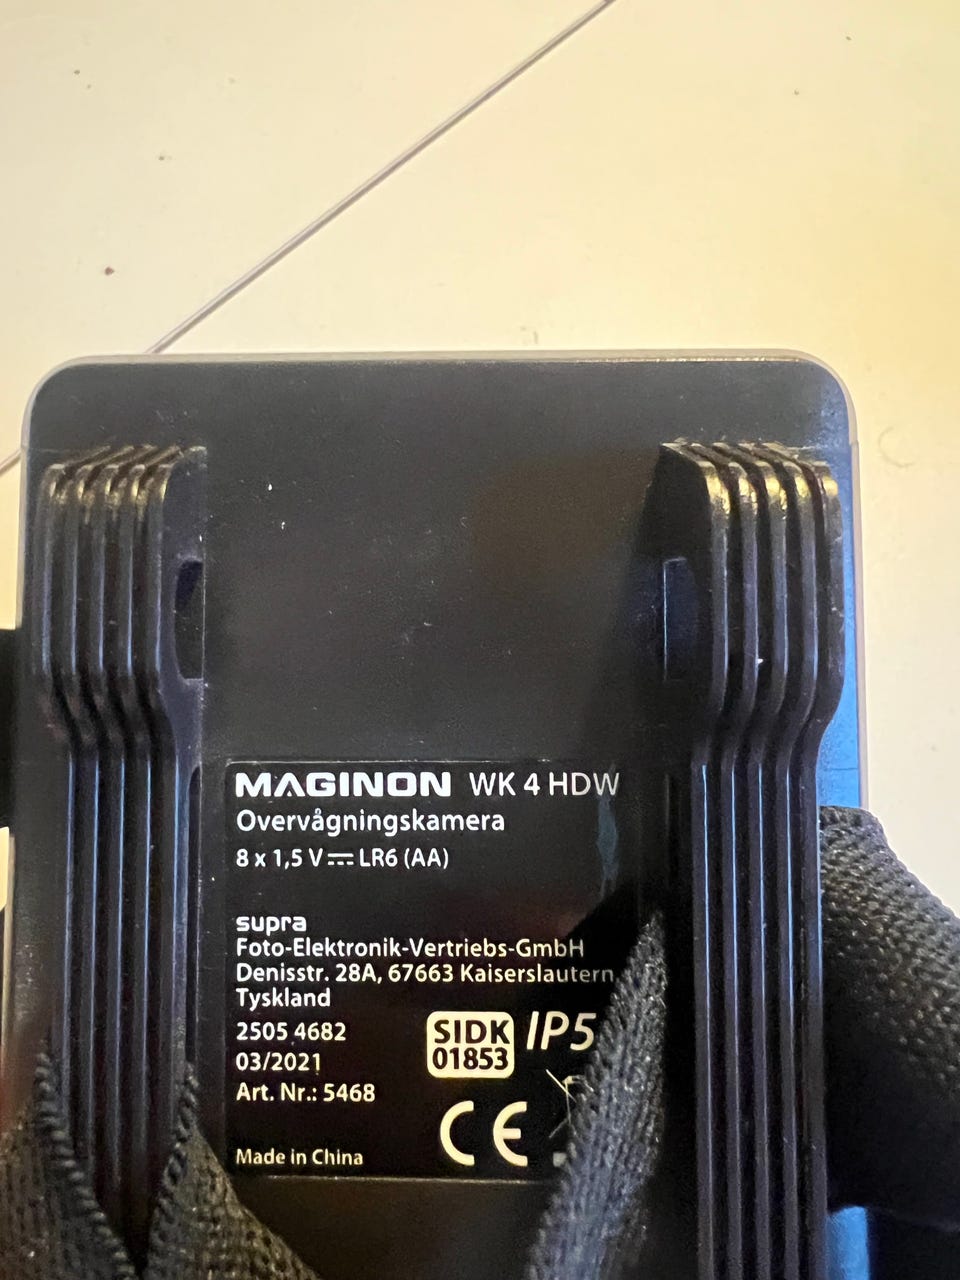 MAGINON WK 4 HDW
Overvågningskamera
8 x 1,5 V LR6 (AA)
supra
Foto-Elektronik-Vertriebs-GmbH
Denisstr. 28A, 67663 Kaiserslautern,
Tyskland
2505 4682
03/2021
Art. Nr.: 5468
SIDK
01853
IP5
CE
Made in China